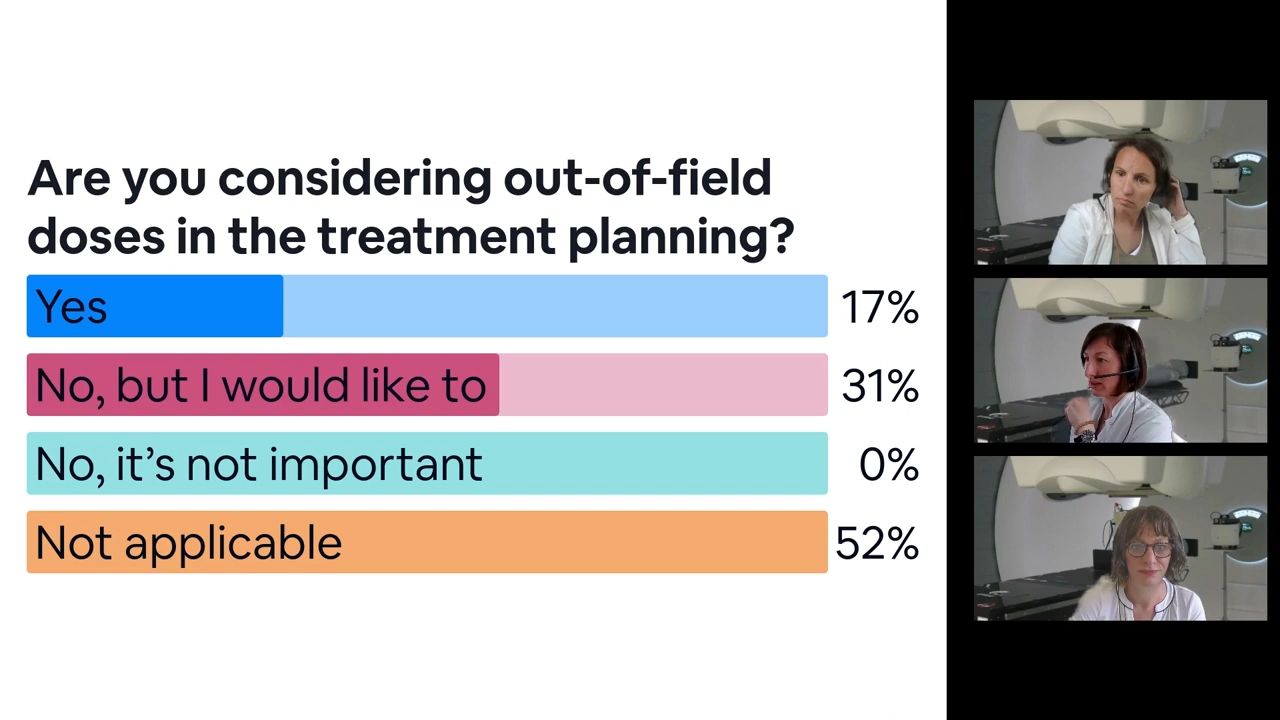 Are you considering out-of-field
doses in the treatment planning?
Yes 17%
No, but I would like to 31%
No, it’s not important 0%
Not applicable 52%